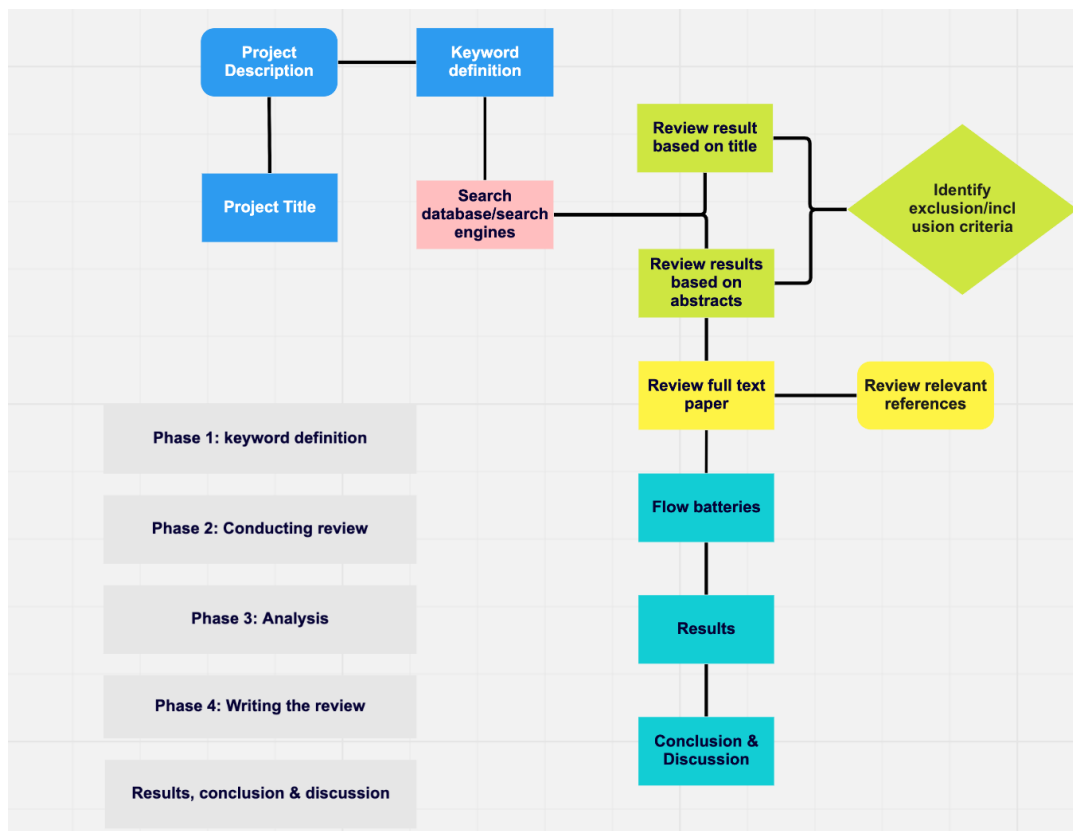 Project
Description
Keyword
definition
Project Title
Search
database/search
engines
Review result
based on title
Review results
based on
abstracts
Identify
exclusion/incl
usion criteria
Review full text
paper
Review relevant
references
Flow batteries
Results
Conclusion &
Discussion
Phase 1: keyword definition
Phase 2: Conducting review
Phase 3: Analysis
Phase 4: Writing the review
Results, conclusion & discussion